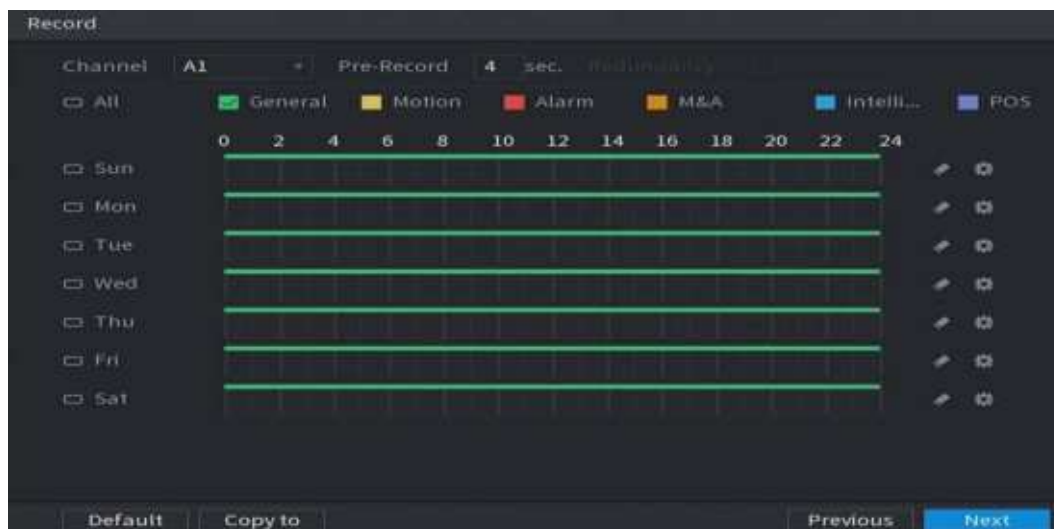 Record
Channel A1 Pre-Record 4 sec. Redundancy
All General Motion Alarm M&A Intelli... POS
0 2 4 6 8 10 12 14 16 18 20 22 24
Sun
Mon
Tue
Wed
Thu
Fri
Sat
Default Copy to Previous Next